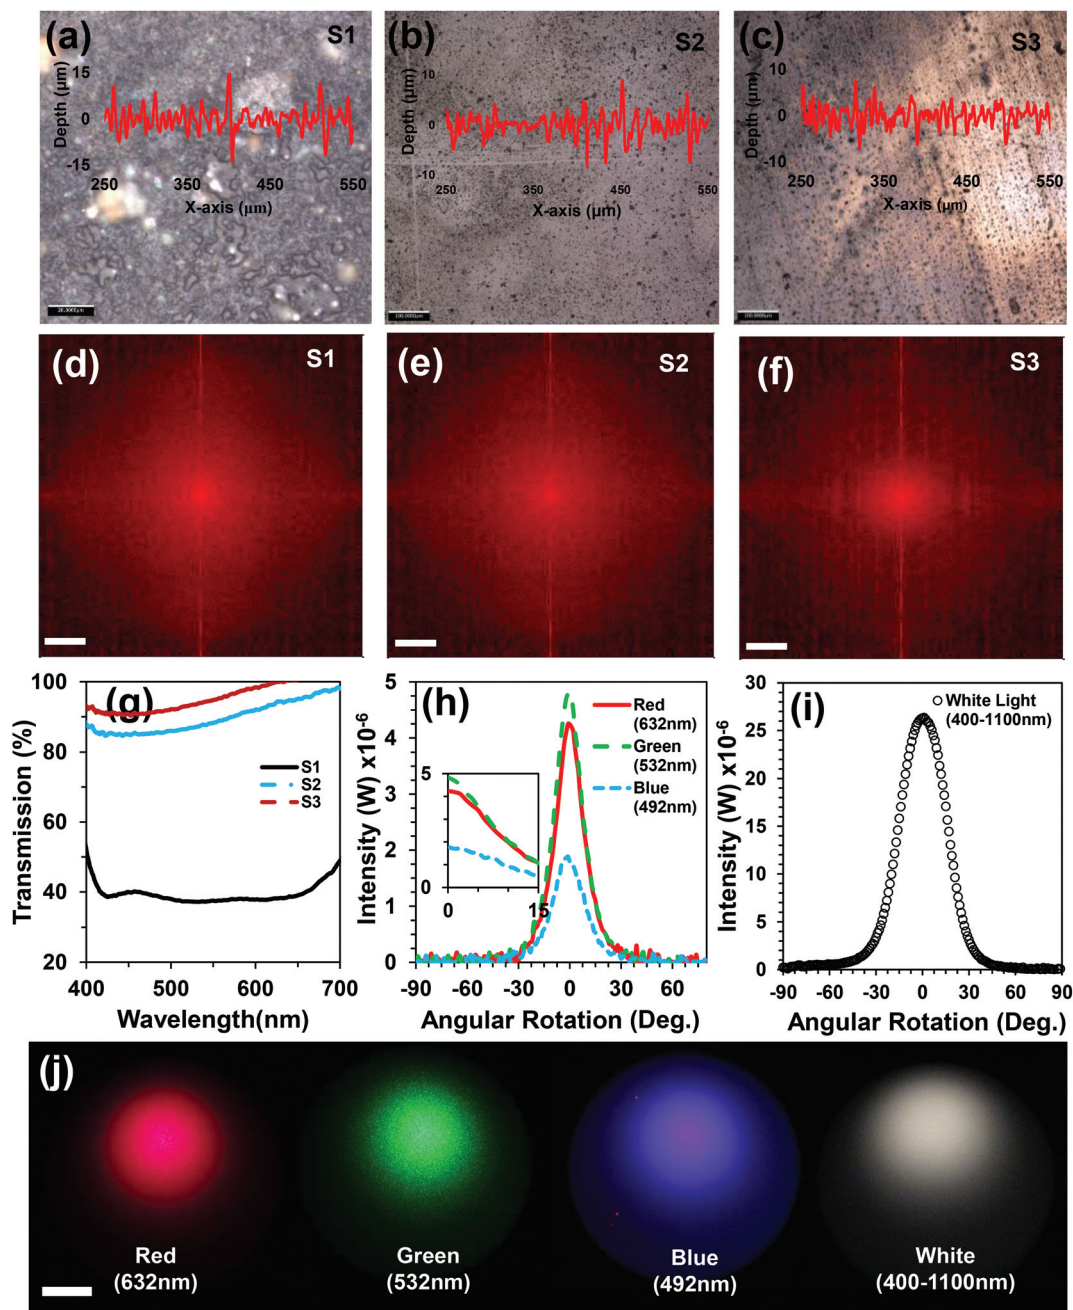 (a)
S1
Depth (µm)
15
0
-15
250
350
450
550
X-axis (µm)
20.0000µm
(b)
S2
Depth (µm)
10
0
-10
250
350
450
550
X-axis (µm)
100.0000µm
(c)
S3
Depth (µm)
10
0
-10
250
350
450
550
X-axis (µm)
100.0000µm
(d)
S1
(e)
S2
(f)
S3
(g)
Transmission (%)
100
80
60
40
20
S1
S2
S3
400
500
600
700
Wavelength(nm)
(h)
Intensity (W) x10-6
5
4
3
2
1
0
Red
(632nm)
Green
(532nm)
Blue
(492nm)
5
0
0
15
-90
-60
-30
0
30
60
Angular Rotation (Deg.)
(i)
Intensity (W) x10-6
30
25
20
15
10
5
0
White Light
(400-1100nm)
-90
-60
-30
0
30
60
90
Angular Rotation (Deg.)
(j)
Red
(632nm)
Green
(532nm)
Blue
(492nm)
White
(400-1100nm)